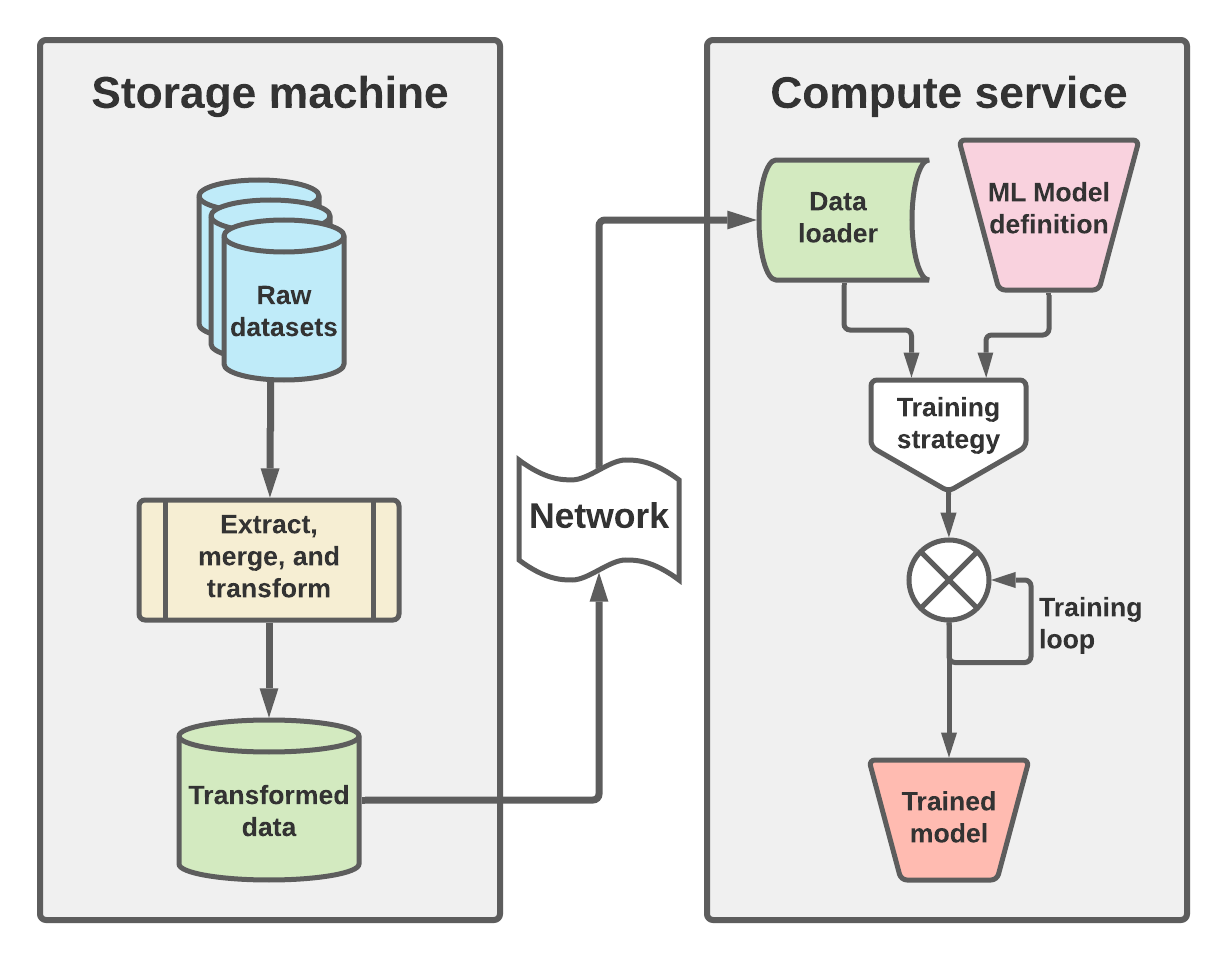 Storage machine
Raw
datasets
Extract,
merge, and
transform
Transformed
data
Network
Compute service
Data
loader
ML Model
definition
Training
strategy
Training
loop
Trained
model